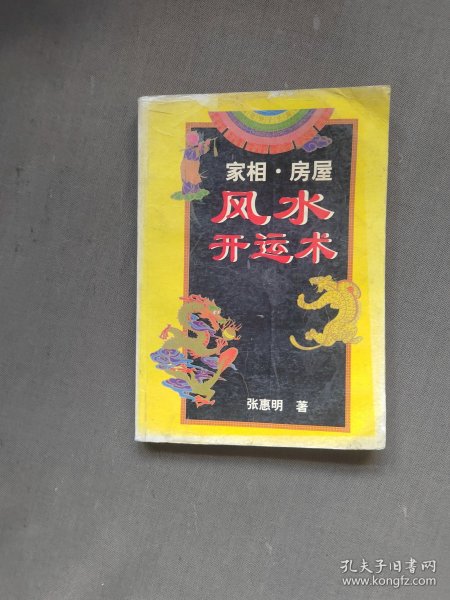 家相·房屋
风水
开运术
张惠明 著
孔夫子旧书网
www.kongfz.com